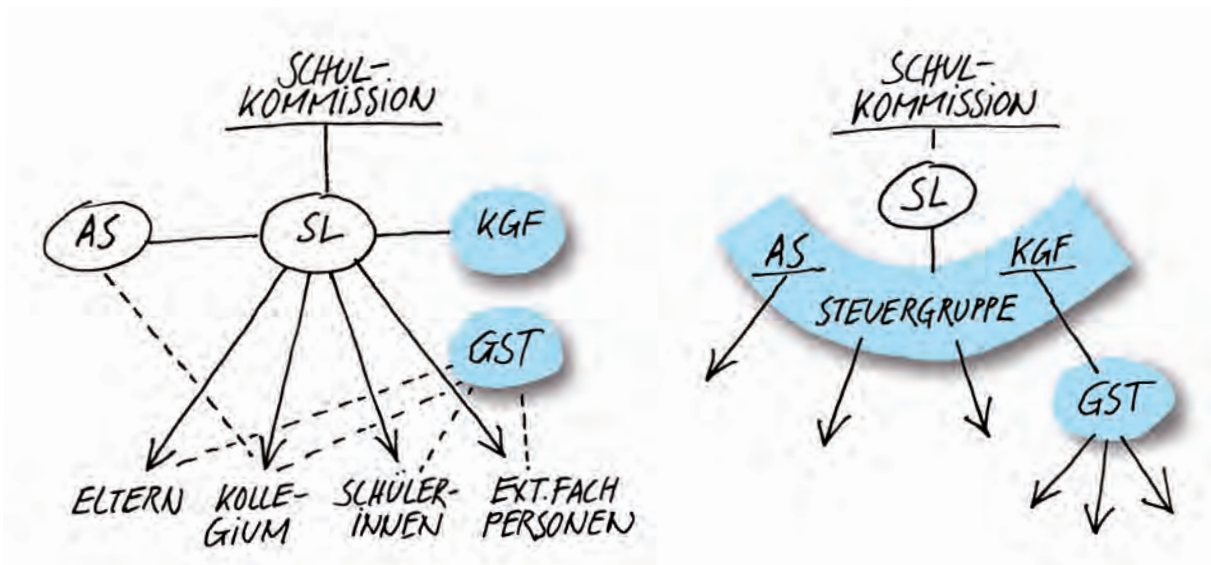 SCHUL-
KOMMISSION
AS
SL
KGF
GST
ELTERN
KOLLE-
GIUM
SCHÜLER-
INNEN
EXT.FACH
PERSONEN
SCHUL-
KOMMISSION
SL
AS
KGF
STEUERGRUPPE
GST